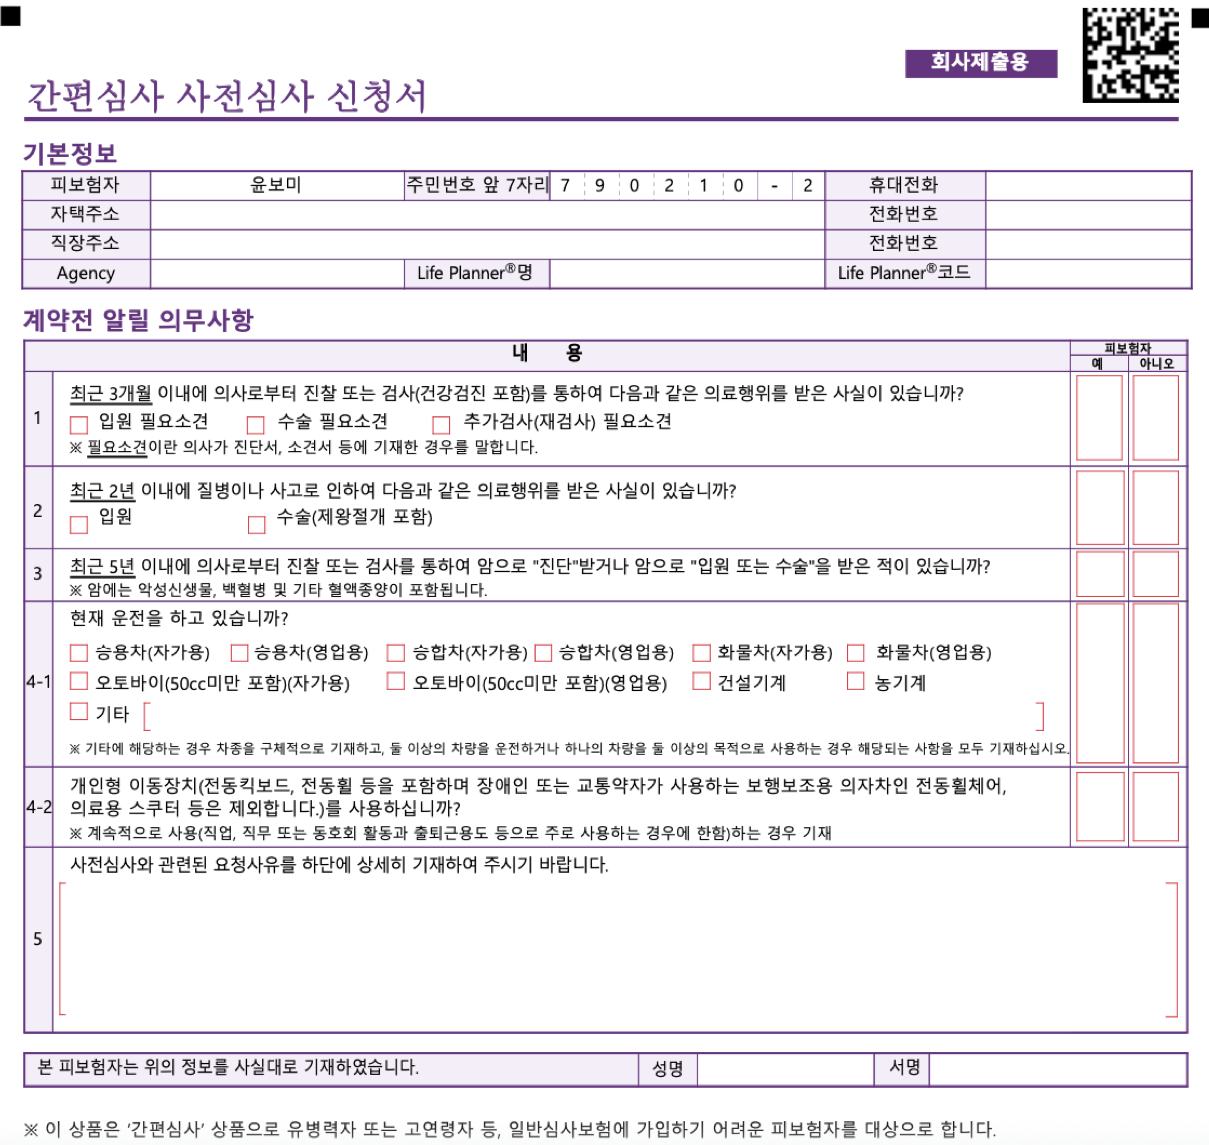 회사제출용
간편심사 사전심사 신청서
기본정보
피보험자 윤보미 주민번호 앞 7자리 7 9 0 2 1 0 - 2 휴대전화
자택주소 전화번호
직장주소 전화번호
Agency Life Planner®명 Life Planner®코드
계약전 알릴 의무사항
내 용 피보험자
예 아니오
1 최근 3개월 이내에 의사로부터 진찰 또는 검사(건강검진 포함)를 통하여 다음과 같은 의료행위를 받은 사실이 있습니까?
입원 필요소견 수술 필요소견 추가검사(재검사) 필요소견
※ 필요소견이란 의사가 진단서, 소견서 등에 기재한 경우를 말합니다.
2 최근 2년 이내에 질병이나 사고로 인하여 다음과 같은 의료행위를 받은 사실이 있습니까?
입원 수술(제왕절개 포함)
3 최근 5년 이내에 의사로부터 진찰 또는 검사를 통하여 암으로 "진단"받거나 암으로 "입원 또는 수술"을 받은 적이 있습니까?
※ 암에는 악성신생물, 백혈병 및 기타 혈액종양이 포함됩니다.
4-1 현재 운전을 하고 있습니까?
승용차(자가용) 승용차(영업용) 승합차(자가용) 승합차(영업용) 화물차(자가용) 화물차(영업용)
오토바이(50cc미만 포함)(자가용) 오토바이(50cc미만 포함)(영업용) 건설기계 농기계
기타
※ 기타에 해당하는 경우 차종을 구체적으로 기재하고, 둘 이상의 차량을 운전하거나 하나의 차량을 둘 이상의 목적으로 사용하는 경우 해당되는 사항을 모두 기재하십시오.
4-2 개인형 이동장치(전동킥보드, 전동휠 등을 포함하며 장애인 또는 교통약자가 사용하는 보행보조용 의자차인 전동휠체어,
의료용 스쿠터 등은 제외합니다.)를 사용하십니까?
※ 계속적으로 사용(직업, 직무 또는 동호회 활동과 출퇴근용도 등으로 주로 사용하는 경우에 한함)하는 경우 기재
5 사전심사와 관련된 요청사유를 하단에 상세히 기재하여 주시기 바랍니다.
본 피보험자는 위의 정보를 사실대로 기재하였습니다. 성명 서명
※ 이 상품은 '간편심사' 상품으로 유병력자 또는 고연령자 등, 일반심사보험에 가입하기 어려운 피보험자를 대상으로 합니다.